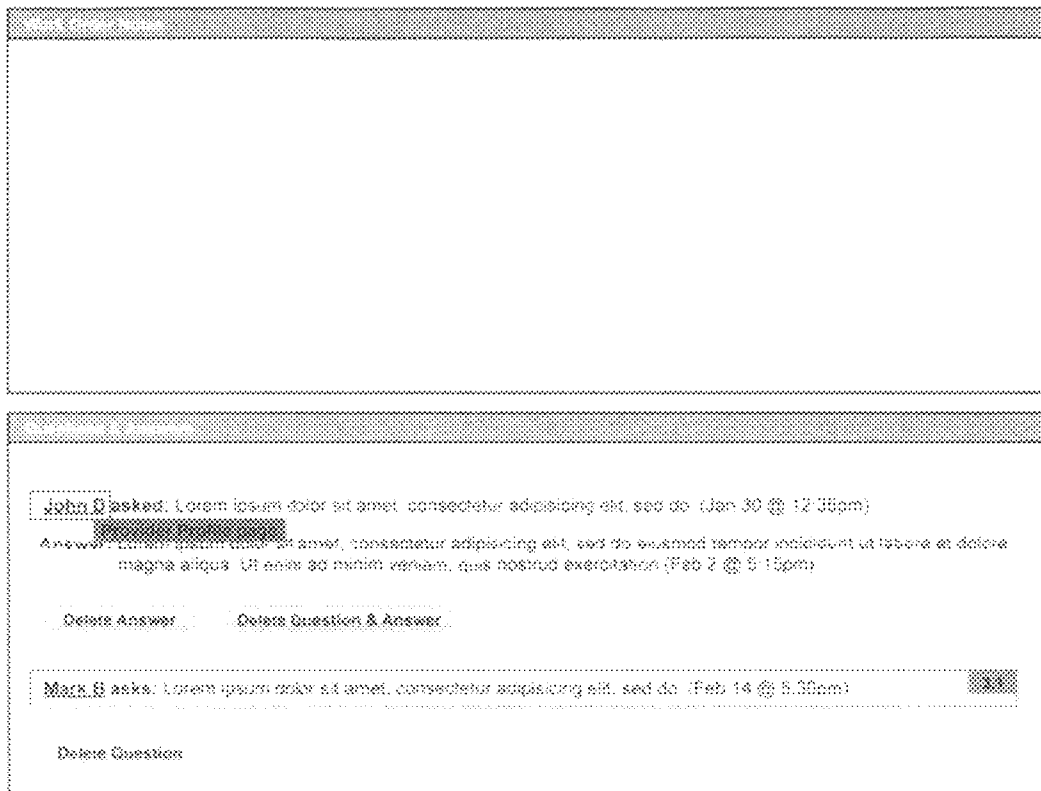 John D asked: Lorem ipsum dolor sit amet, consectetur adipisicing elit, sed do (Jan 30 @ 12:35pm)
Answer: Lorem ipsum dolor sit amet, consectetur adipisicing elit, sed do eiusmod tempor incididunt ut labore et dolore
magna aliqua. Ut enim ad minim veniam, quis nostrud exercitation (Feb 2 @ 5:15pm)
Delete Answer Delete Question & Answer
Mark B asks: Lorem ipsum dolor sit amet, consectetur adipisicing elit, sed do (Feb 14 @ 5:30pm)
Delete Question